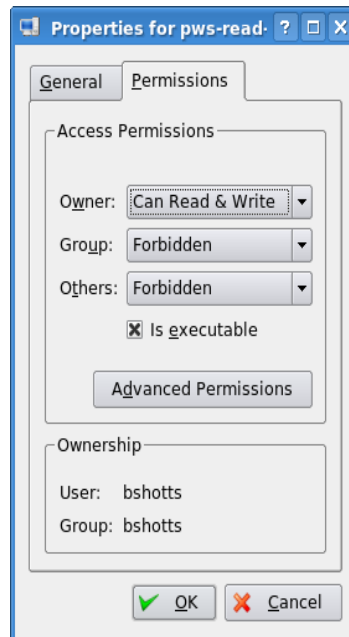 Properties for pws-read-
General Permissions
Access Permissions
Owner: Can Read & Write
Group: Forbidden
Others: Forbidden
Is executable
Advanced Permissions
Ownership
User: bshotts
Group: bshotts
OK Cancel